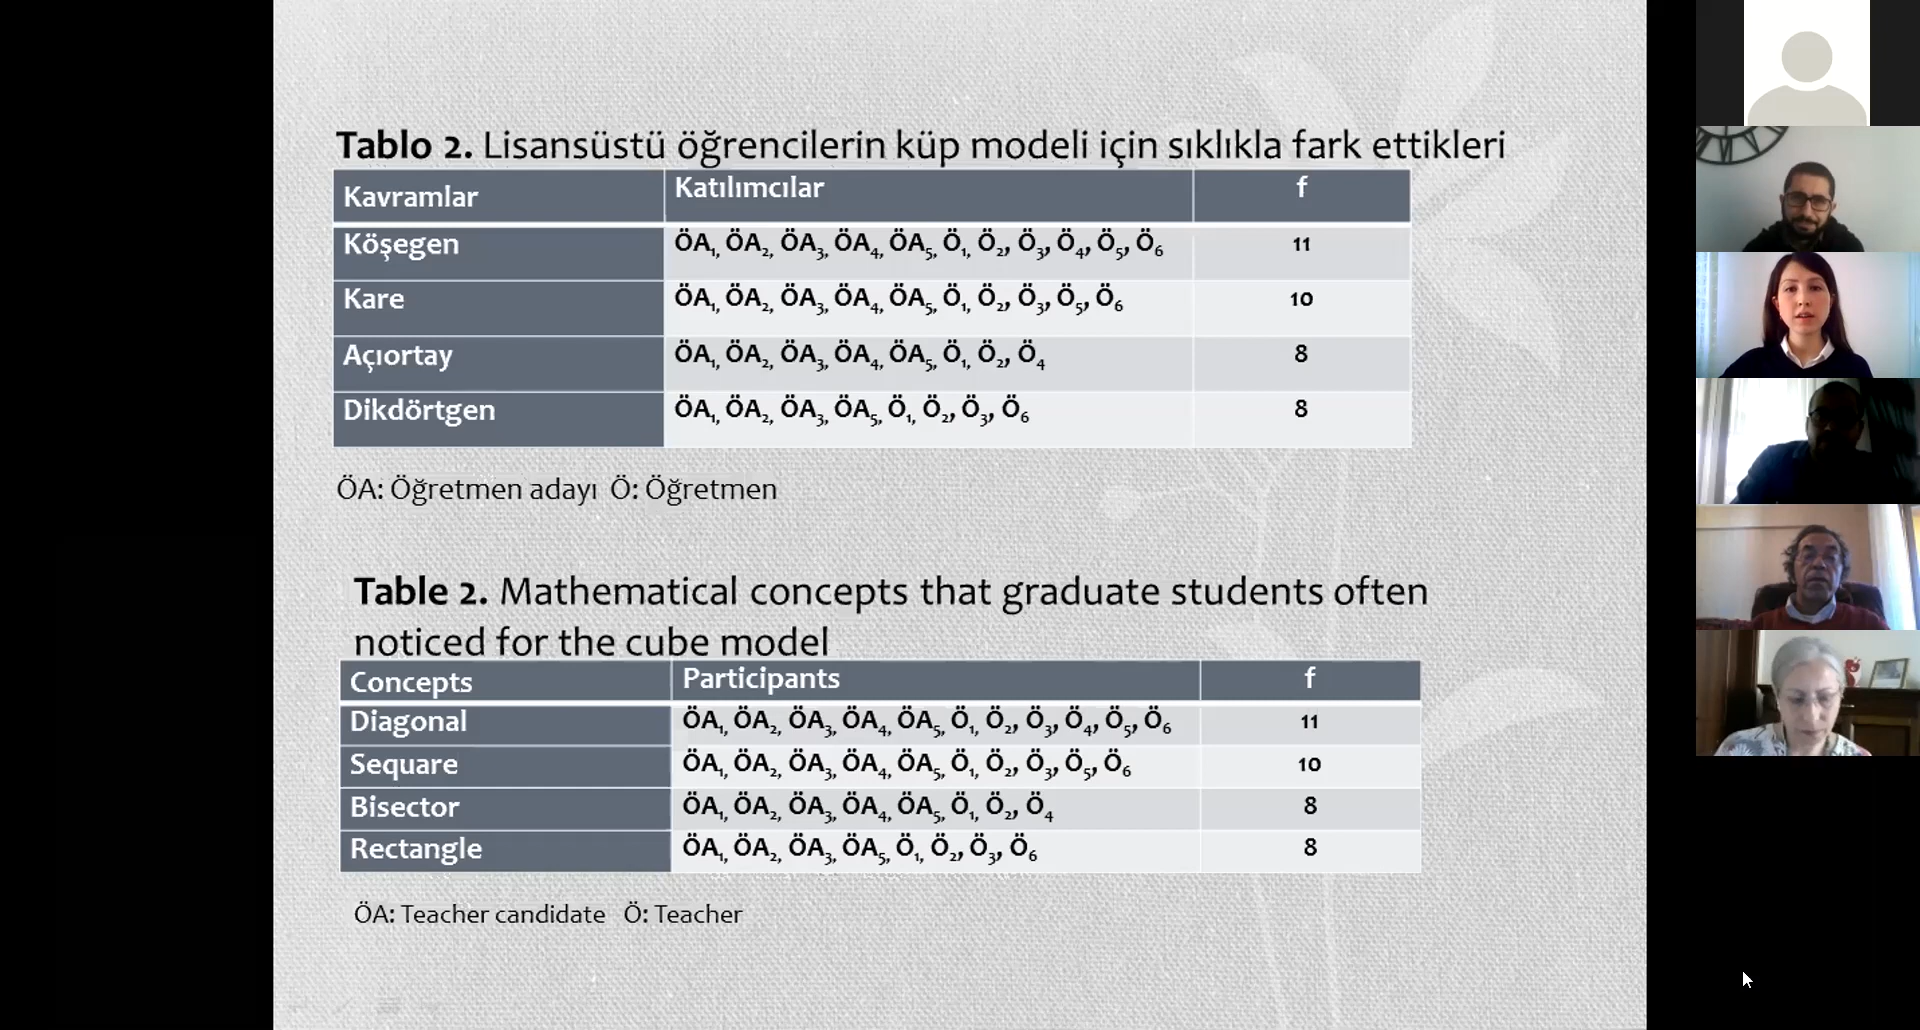 Tablo 2. Lisansüstü öğrencilerin küp modeli için sıklıkla fark ettikleri
Kavramlar Katılımcılar f
Köşegen ÖA₁, ÖA₂, ÖA₃, ÖA₄, ÖA₅, Ö₁, Ö₂, Ö₃, Ö₄, Ö₅, Ö₆ 11
Kare ÖA₁, ÖA₂, ÖA₃, ÖA₄, ÖA₅, Ö₁, Ö₂, Ö₃, Ö₅, Ö₆ 10
Açıortay ÖA₁, ÖA₂, ÖA₃, ÖA₄, ÖA₅, Ö₁, Ö₂, Ö₄ 8
Dikdörtgen ÖA₁, ÖA₂, ÖA₃, ÖA₅, Ö₁, Ö₂, Ö₃, Ö₆ 8
ÖA: Öğretmen adayı Ö: Öğretmen
Table 2. Mathematical concepts that graduate students often
noticed for the cube model
Concepts Participants f
Diagonal ÖA₁, ÖA₂, ÖA₃, ÖA₄, ÖA₅, Ö₁, Ö₂, Ö₃, Ö₄, Ö₅, Ö₆ 11
Sequare ÖA₁, ÖA₂, ÖA₃, ÖA₄, ÖA₅, Ö₁, Ö₂, Ö₃, Ö₅, Ö₆ 10
Bisector ÖA₁, ÖA₂, ÖA₃, ÖA₄, ÖA₅, Ö₁, Ö₂, Ö₄ 8
Rectangle ÖA₁, ÖA₂, ÖA₃, ÖA₅, Ö₁, Ö₂, Ö₃, Ö₆ 8
ÖA: Teacher candidate Ö: Teacher